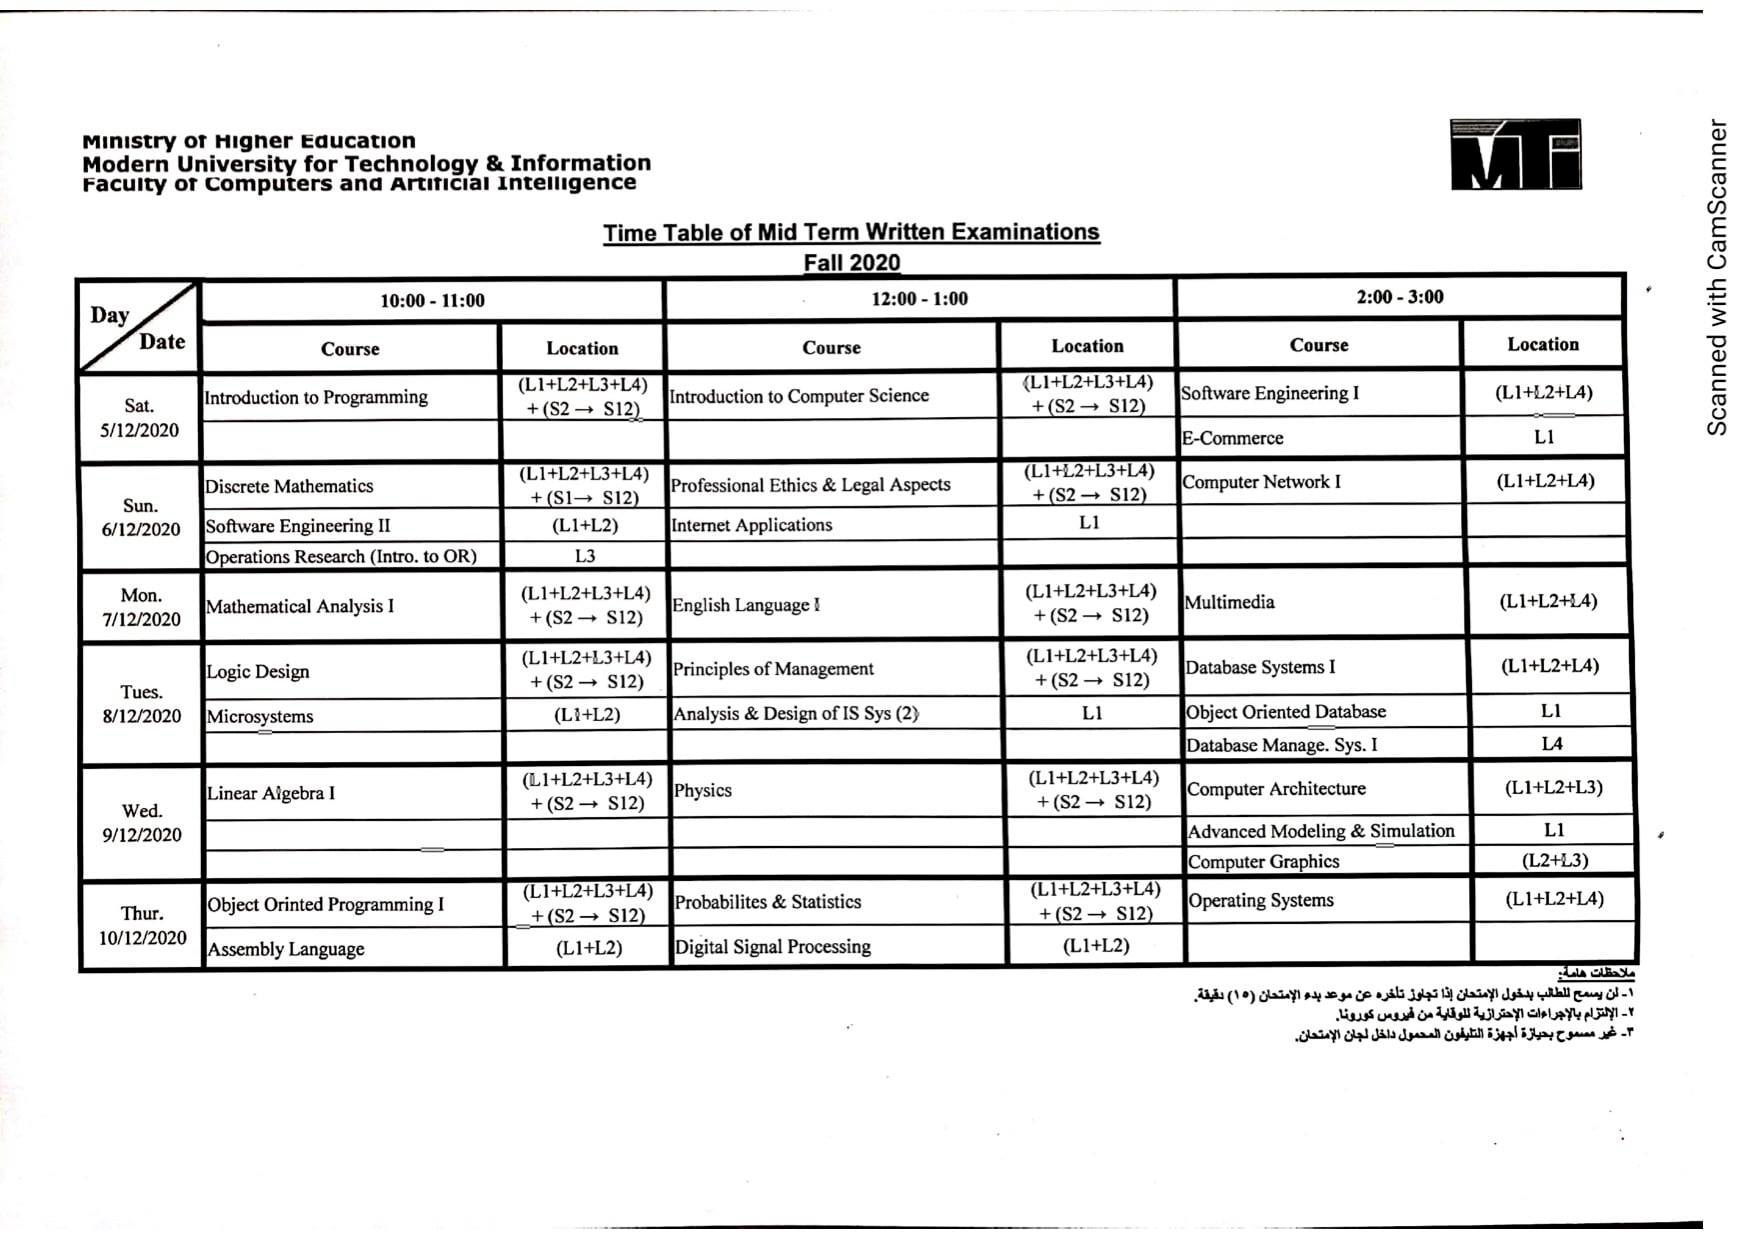 Ministry of Higher Education
Modern University for Technology & Information
Faculty of Computers and Artificial Intelligence
MTi
Time Table of Mid Term Written Examinations
Fall 2020
Day
Date
10:00 - 11:00
12:00 - 1:00
2:00 - 3:00
Course
Location
Course
Location
Course
Location
Sat.
5/12/2020
Introduction to Programming
(L1+L2+L3+L4)
+ (S2 → S12)
Introduction to Computer Science
(L1+L2+L3+L4)
+ (S2 → S12)
Software Engineering I
(L1+L2+L4)
E-Commerce
L1
Sun.
6/12/2020
Discrete Mathematics
(L1+L2+L3+L4)
+ (S1→ S12)
Professional Ethics & Legal Aspects
(L1+L2+L3+L4)
+ (S2 → S12)
Computer Network I
(L1+L2+L4)
Software Engineering II
(L1+L2)
Internet Applications
L1
Operations Research (Intro. to OR)
L3
Mon.
7/12/2020
Mathematical Analysis I
(L1+L2+L3+L4)
+ (S2 → S12)
English Language I
(L1+L2+L3+L4)
+ (S2 → S12)
Multimedia
(L1+L2+L4)
Tues.
8/12/2020
Logic Design
(L1+L2+L3+L4)
+ (S2 → S12)
Principles of Management
(L1+L2+L3+L4)
+ (S2 → S12)
Database Systems I
(L1+L2+L4)
Microsystems
(L1+L2)
Analysis & Design of IS Sys (2)
L1
Object Oriented Database
L1
Database Manage. Sys. I
L4
Wed.
9/12/2020
Linear Algebra I
(L1+L2+L3+L4)
+ (S2 → S12)
Physics
(L1+L2+L3+L4)
+ (S2 → S12)
Computer Architecture
(L1+L2+L3)
Advanced Modeling & Simulation
L1
Computer Graphics
(L2+L3)
Thur.
10/12/2020
Object Orinted Programming I
(L1+L2+L3+L4)
+ (S2 → S12)
Probabilites & Statistics
(L1+L2+L3+L4)
+ (S2 → S12)
Operating Systems
(L1+L2+L4)
Assembly Language
(L1+L2)
Digital Signal Processing
(L1+L2)
ملاحظات هامة:
١- لن يسمح للطالب بدخول الإمتحان إذا تجاوز تأخره عن موعد بدء الإمتحان (١٥) دقيقة.
٢- الإلتزام بالإجراءات الإحترازية للوقاية من فيروس كورونا.
٣- غير مسموح بحيازة أجهزة التليفون المحمول داخل لجان الإمتحان.
Scanned with CamScanner